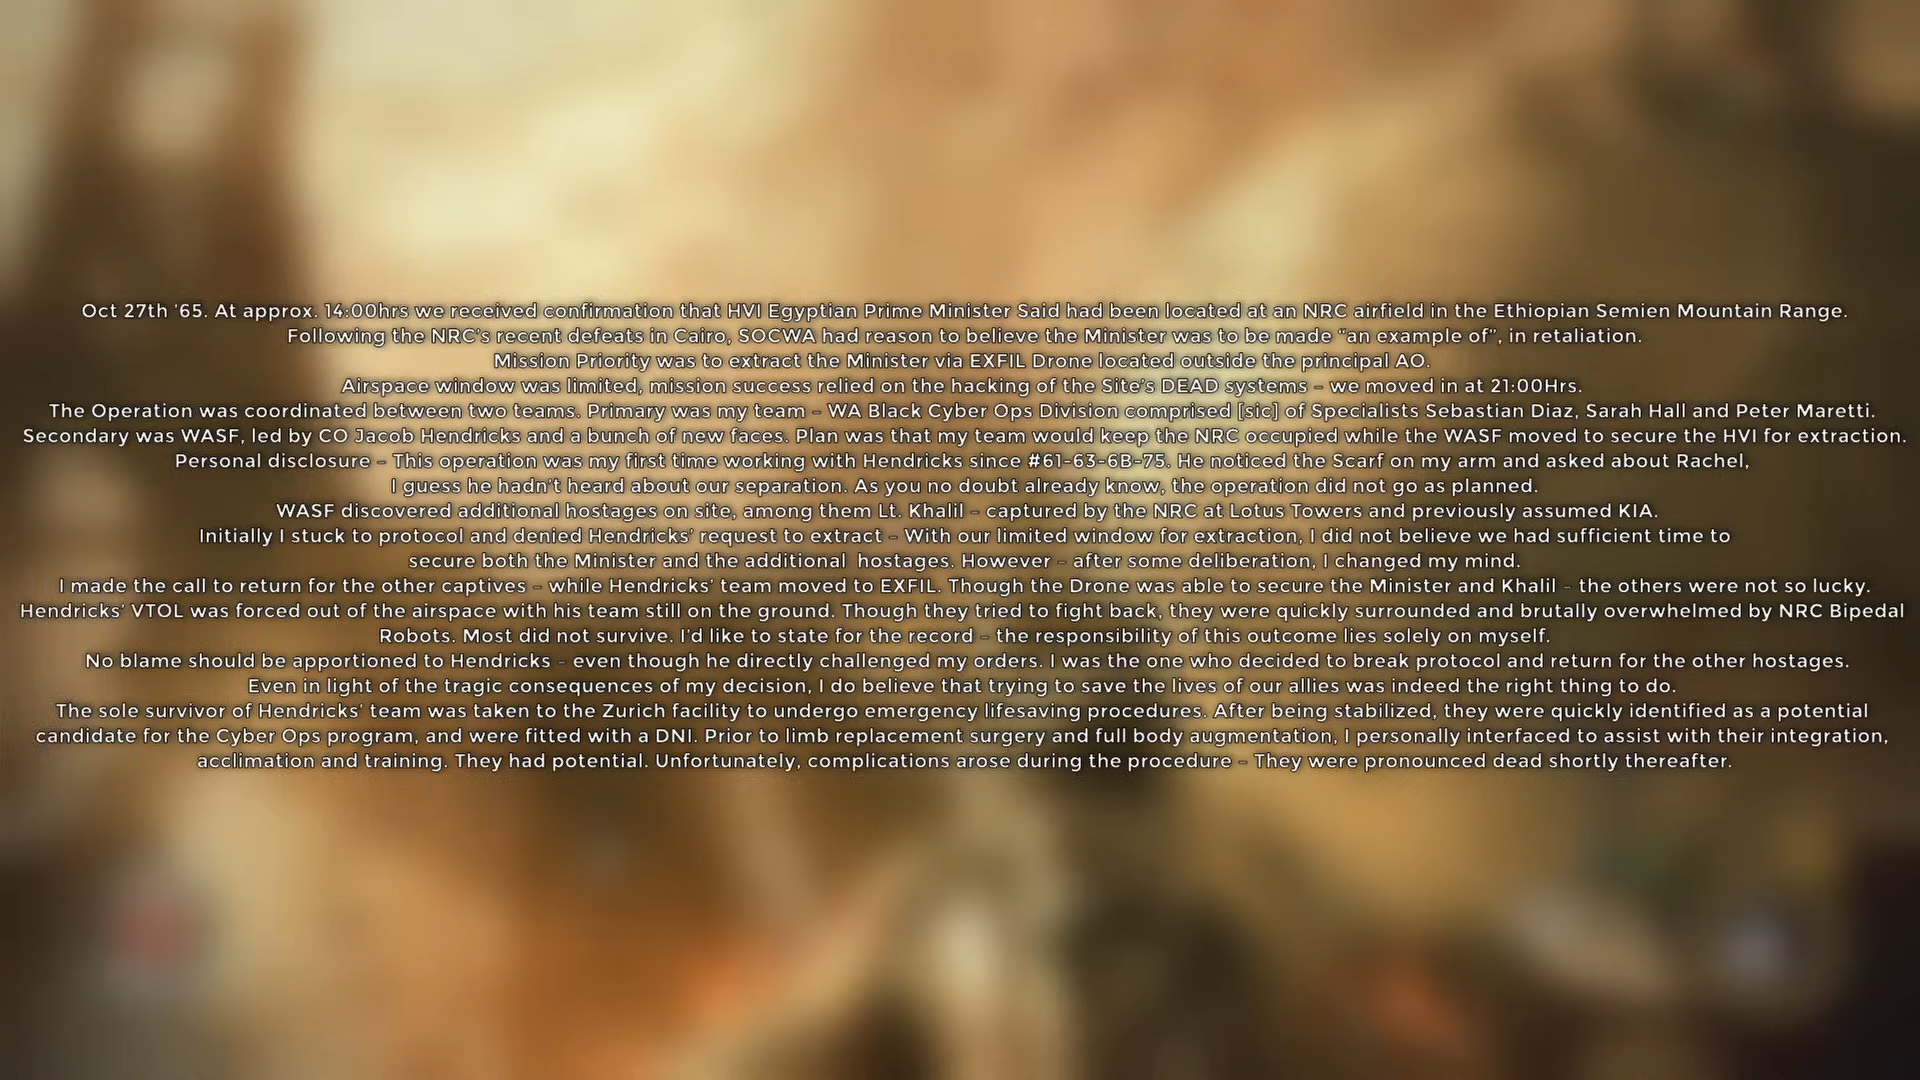 Oct 27th '65. At approx. 14:00hrs we received confirmation that HVI Egyptian Prime Minister Said had been located at an NRC airfield in the Ethiopian Semien Mountain Range.
Following the NRC's recent defeats in Cairo, SOCWA had reason to believe the Minister was to be made "an example of", in retaliation.
Mission Priority was to extract the Minister via EXFIL Drone located outside the principal AO.
Airspace window was limited, mission success relied on the hacking of the Site's DEAD systems - we moved in at 21:00Hrs.
The Operation was coordinated between two teams. Primary was my team - WA Black Cyber Ops Division comprised [sic] of Specialists Sebastian Diaz, Sarah Hall and Peter Maretti.
Secondary was WASF, led by CO Jacob Hendricks and a bunch of new faces. Plan was that my team would keep the NRC occupied while the WASF moved to secure the HVI for extraction.
Personal disclosure - This operation was my first time working with Hendricks since #61-63-6B-75. He noticed the Scarf on my arm and asked about Rachel,
I guess he hadn't heard about our separation. As you no doubt already know, the operation did not go as planned.
WASF discovered additional hostages on site, among them Lt. Khalil - captured by the NRC at Lotus Towers and previously assumed KIA.
Initially I stuck to protocol and denied Hendricks' request to extract - With our limited window for extraction, I did not believe we had sufficient time to
secure both the Minister and the additional  hostages. However - after some deliberation, I changed my mind.
I made the call to return for the other captives - while Hendricks' team moved to EXFIL. Though the Drone was able to secure the Minister and Khalil - the others were not so lucky.
Hendricks' VTOL was forced out of the airspace with his team still on the ground. Though they tried to fight back, they were quickly surrounded and brutally overwhelmed by NRC Bipedal
Robots. Most did not survive. I'd like to state for the record - the responsibility of this outcome lies solely on myself.
No blame should be apportioned to Hendricks - even though he directly challenged my orders. I was the one who decided to break protocol and return for the other hostages.
Even in light of the tragic consequences of my decision, I do believe that trying to save the lives of our allies was indeed the right thing to do.
The sole survivor of Hendricks' team was taken to the Zurich facility to undergo emergency lifesaving procedures. After being stabilized, they were quickly identified as a potential
candidate for the Cyber Ops program, and were fitted with a DNI. Prior to limb replacement surgery and full body augmentation, I personally interfaced to assist with their integration,
acclimation and training. They had potential. Unfortunately, complications arose during the procedure - They were pronounced dead shortly thereafter.